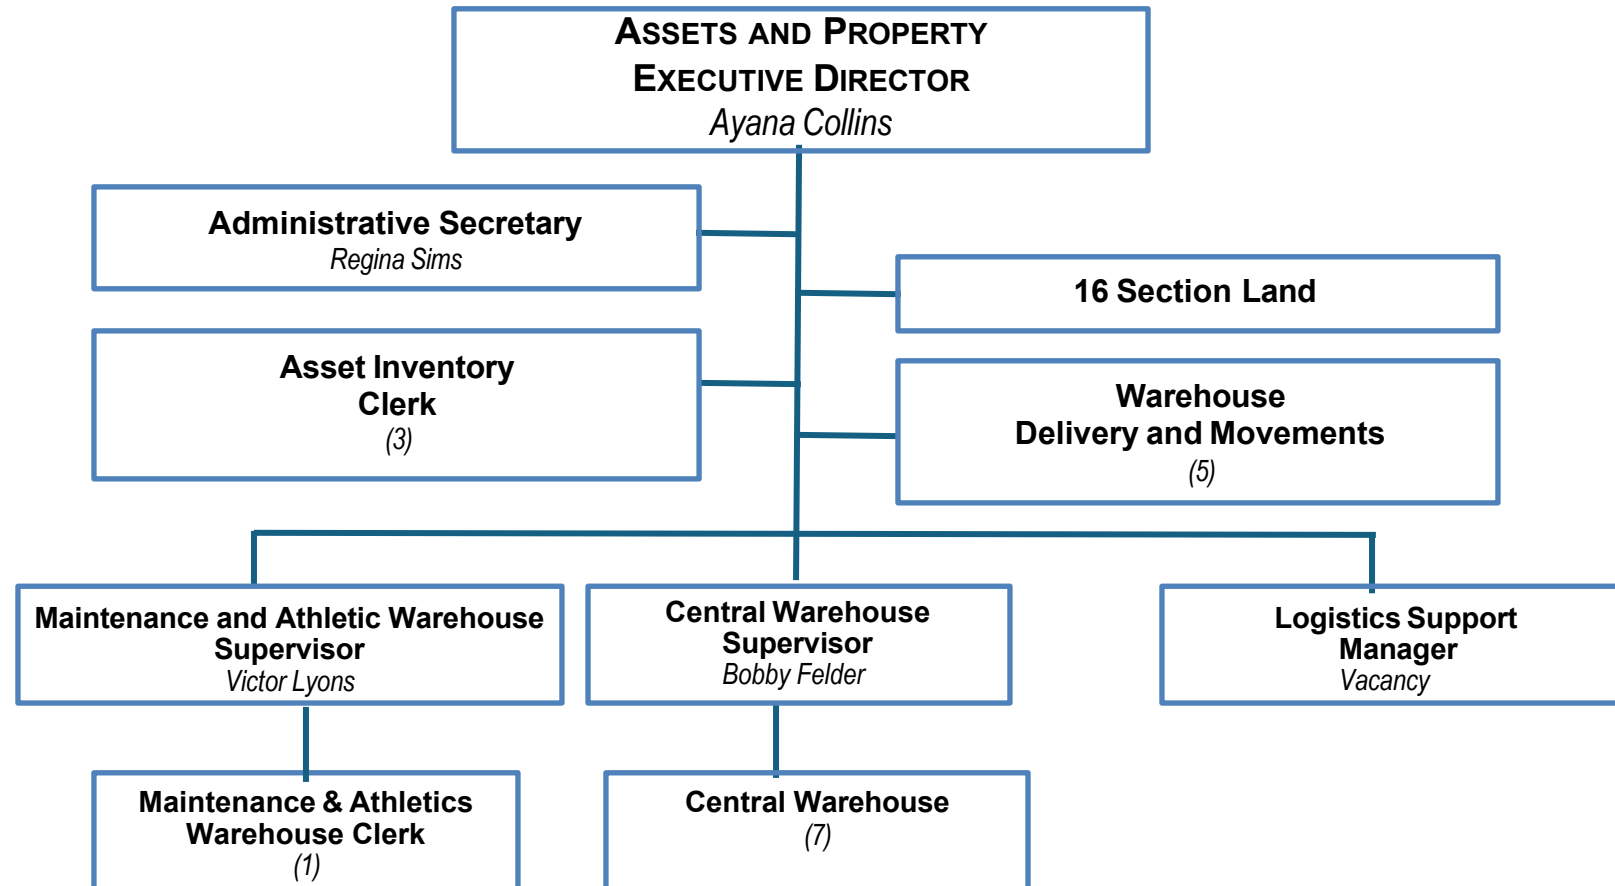 ASSETS AND PROPERTY
EXECUTIVE DIRECTOR
Ayana Collins
Administrative Secretary
Regina Sims
16 Section Land
Asset Inventory
Clerk
(3)
Warehouse
Delivery and Movements
(5)
Maintenance and Athletic Warehouse
Supervisor
Victor Lyons
Central Warehouse
Supervisor
Bobby Felder
Logistics Support
Manager
Vacancy
Maintenance & Athletics
Warehouse Clerk
(1)
Central Warehouse
(7)